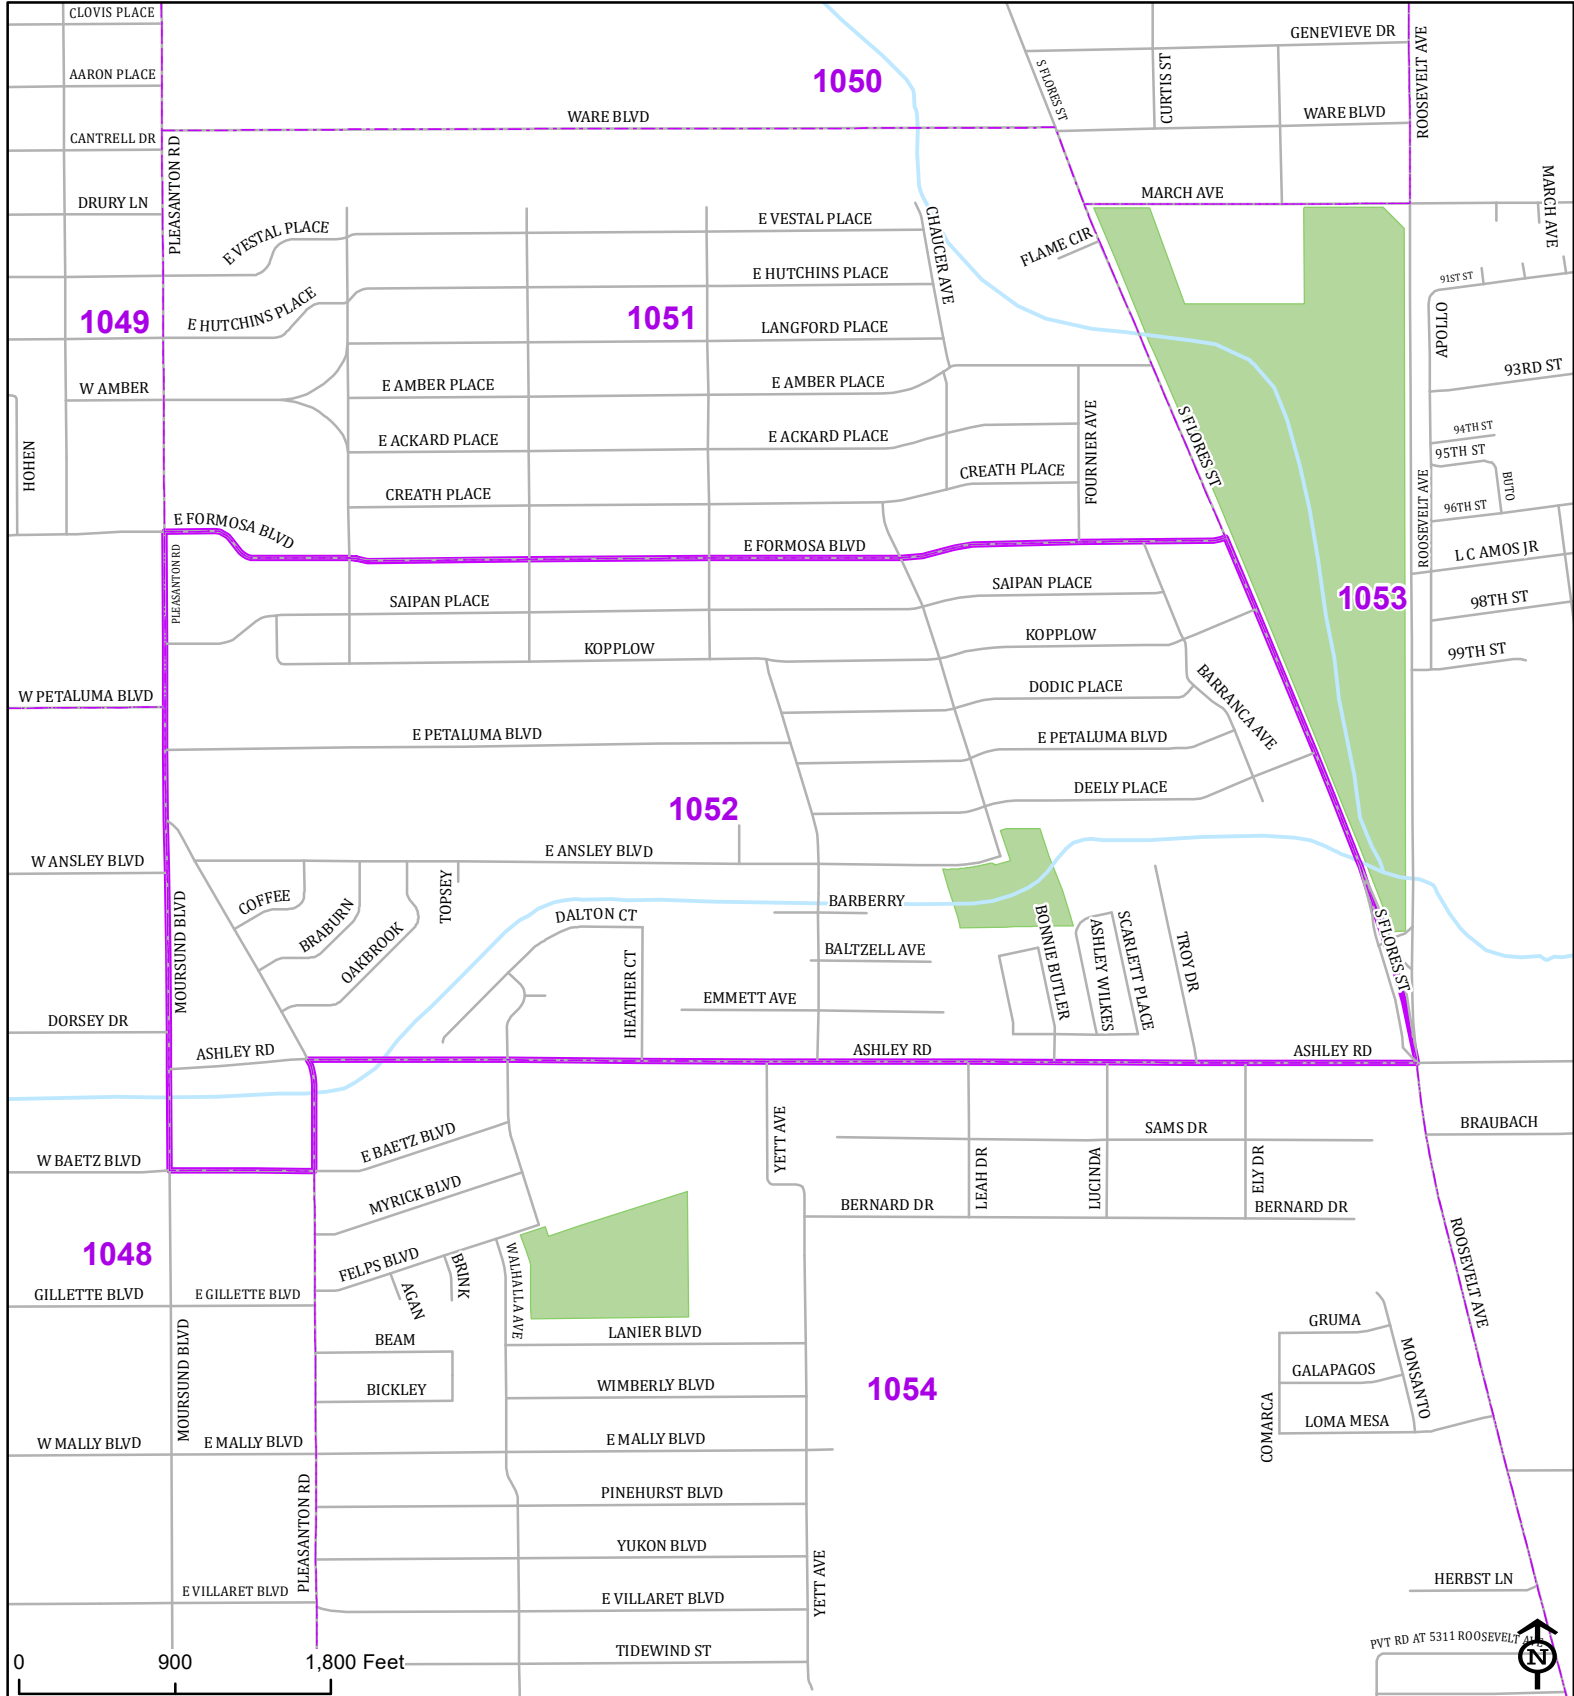 CLOVIS PLACE
AARON PLACE
CANTRELL DR
DRURY LN
PLEASANTON RD
1050
WARE BLVD
S FLORES ST
CURTIS ST
GENEVIEVE DR
WARE BLVD
ROOSEVELT AVE
MARCH AVE
MARCH AVE
E VESTAL PLACE
E VESTAL PLACE
CHAUCER AVE
FLAME CIR
E HUTCHINS PLACE
E HUTCHINS PLACE
1049
1051
LANGFORD PLACE
91ST ST
APOLLO
93RD ST
W AMBER
E AMBER PLACE
E AMBER PLACE
FOURNIER AVE
S FLORES ST
94TH ST
95TH ST
BUTO
96TH ST
ROOSEVELT AVE
HOHEN
E ACKARD PLACE
E ACKARD PLACE
CREATH PLACE
CREATH PLACE
E FORMOSA BLVD
E FORMOSA BLVD
L C AMOS JR
PLEASANTON RD
SAIPAN PLACE
SAIPAN PLACE
1053
98TH ST
KOPPLOW
KOPPLOW
99TH ST
W PETALUMA BLVD
DODIC PLACE
BARRANCA AVE
E PETALUMA BLVD
E PETALUMA BLVD
DEELY PLACE
1052
W ANSLEY BLVD
E ANSLEY BLVD
COFFEE
BRABURN
OAKBROOK
TOPSEY
MOURSUND BLVD
DALTON CT
HEATHER CT
BARBERRY
BALTZELL AVE
EMMETT AVE
BONNIE BUTLER
ASHLEY WILKES
SCARLETT PLACE
TROY DR
S FLORES ST
DORSEY DR
ASHLEY RD
ASHLEY RD
ASHLEY RD
W BAETZ BLVD
E BAETZ BLVD
YETT AVE
SAMS DR
BRAUBACH
MYRICK BLVD
LEAH DR
LUCINDA
ELY DR
BERNARD DR
BERNARD DR
1048
FELPS BLVD
AGAN
BRINK
WALHALLA AVE
ROOSEVELT AVE
GILLETTE BLVD
E GILLETTE BLVD
MOURSUND BLVD
BEAM
BICKLEY
LANIER BLVD
WIMBERLY BLVD
1054
GRUMA
GALAPAGOS
LOMA MESA
MONSANTO
COMARCA
W MALLY BLVD
E MALLY BLVD
E MALLY BLVD
PLEASANTON RD
PINEHURST BLVD
YUKON BLVD
E VILLARET BLVD
E VILLARET BLVD
YETT AVE
HERBST LN
TIDEWIND ST
PVT RD AT 5311 ROOSEVELT AVE
N
0 900 1,800 Feet